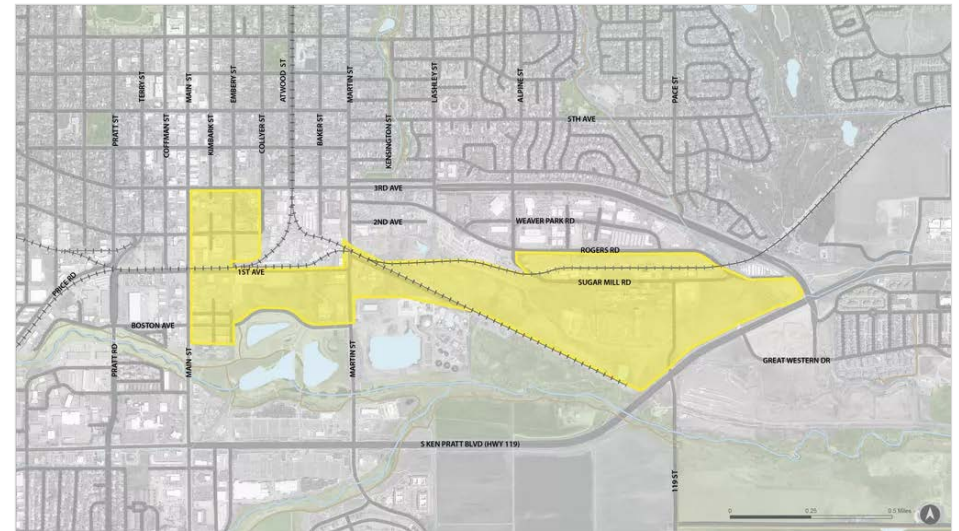 TERRY ST
MAIN ST
EMBERY ST
ATWOOD ST
MARTIN ST
LASHLEY ST
ALPINE ST
PACE ST
5TH AVE
PRATT ST
COFFMAN ST
KIMBARK ST
COLLYER ST
BAKER ST
KENSINGTON ST
3RD AVE
2ND AVE
WEAVER PARK RD
ROGERS RD
1ST AVE
SUGAR MILL RD
PRICE RD
BOSTON AVE
PRATT RD
MAIN ST
MARTIN ST
GREAT WESTERN DR
S KEN PRATT BLVD (HWY 119)
119 ST
0 0.25 0.5 Miles
A